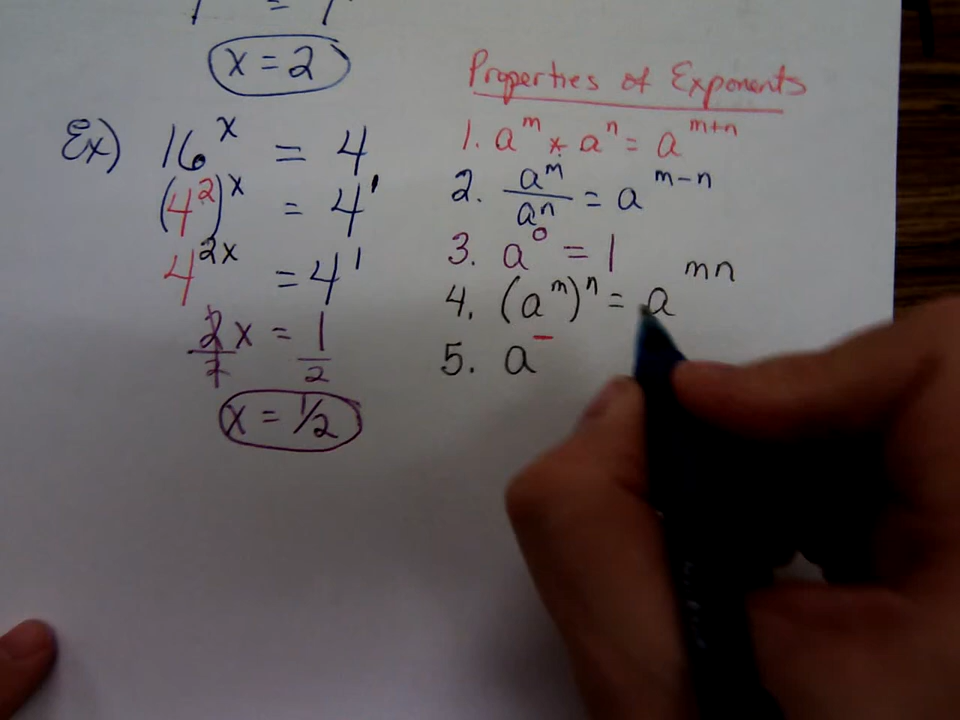 x = 2
Properties of Exponents
Ex) 16^x = 4
(4^2)^x = 4^1
4^{2x} = 4^1
2x/2 = 1/2
x = 1/2
1. a^m * a^n = a^{m+n}
2. a^m/a^n = a^{m-n}
3. a^0 = 1
4. (a^m)^n = a^{mn}
5. a^-